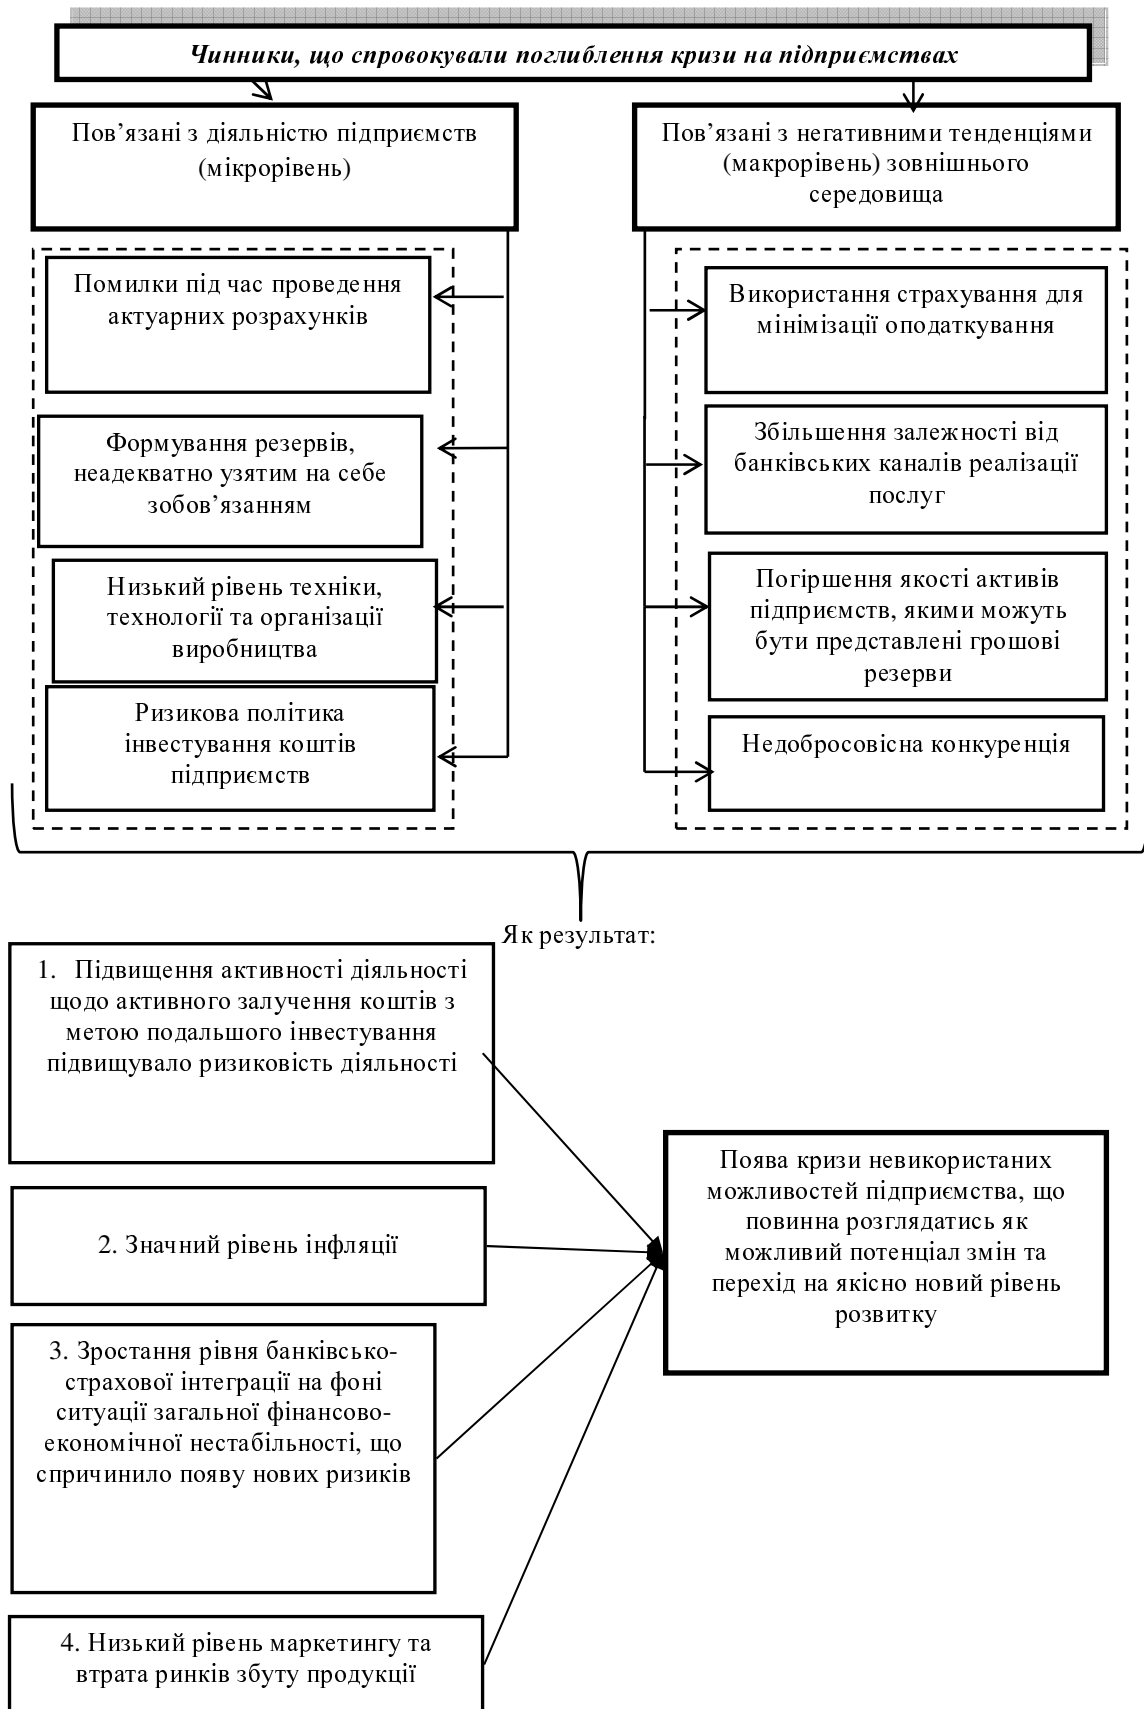 Чинники, що спровокували поглиблення кризи на підприємствах
Пов’язані з діяльністю підприємств
(мікрорівень)
Пов’язані з негативними тенденціями
(макрорівень) зовнішнього
середовища
Помилки під час проведення
актуарних розрахунків
Формування резервів,
неадекватно узятим на себе
зобов’язанням
Низький рівень техніки,
технології та організації
виробництва
Ризикова політика
інвестування коштів
підприємств
Використання страхування для
мінімізації оподаткування
Збільшення залежності від
банківських каналів реалізації
послуг
Погіршення якості активів
підприємств, якими можуть
бути представлені грошові
резерви
Недобросовісна конкуренція
Як результат:
1. Підвищення активності діяльності
щодо активного залучення коштів з
метою подальшого інвестування
підвищувало ризиковість діяльності
2. Значний рівень інфляції
3. Зростання рівня банківсько-
страхової інтеграції на фоні
ситуації загальної фінансово-
економічної нестабільності, що
спричинило появу нових ризиків
4. Низький рівень маркетингу та
втрата ринків збуту продукції
Поява кризи невикористаних
можливостей підприємства, що
повинна розглядатись як
можливий потенціал змін та
перехід на якісно новий рівень
розвитку